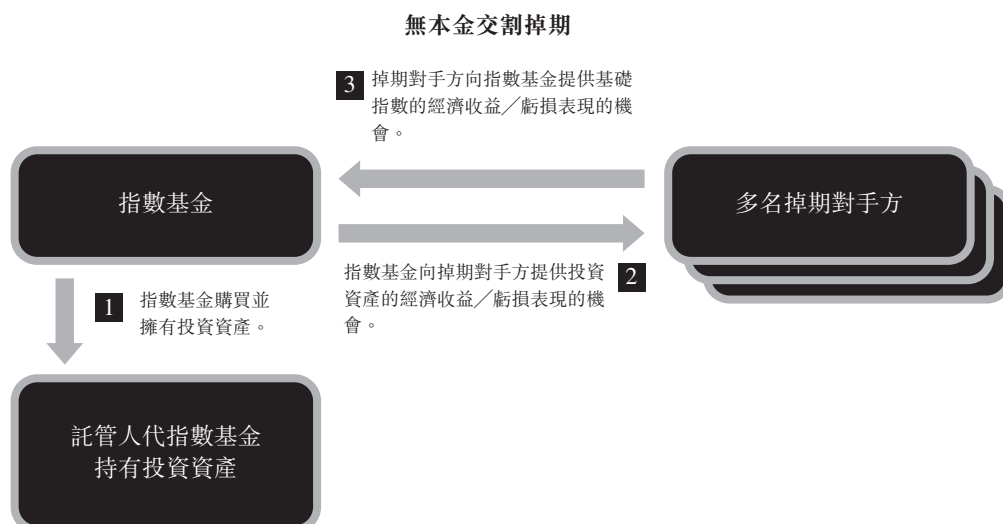 無本金交割掉期
3
掉期對手方向指數基金提供基礎
指數的經濟收益／虧損表現的機
會。
指數基金
多名掉期對手方
指數基金向掉期對手方提供投資
資產的經濟收益／虧損表現的機
會。
2
1
指數基金購買並
擁有投資資產。
託管人代指數基金
持有投資資產